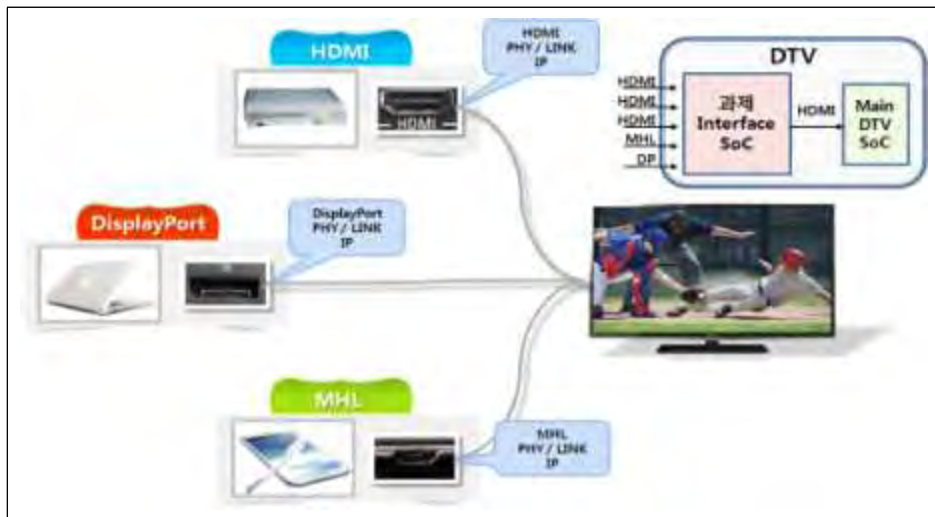 HDMI
HDMI
PHY / LINK
IP
HDMI
DisplayPort
DisplayPort
PHY / LINK
IP
MHL
MHL
PHY / LINK
IP
DTV
HDMI
HDMI
HDMI
MHL
DP
과제
Interface
SoC
HDMI
Main
DTV
SoC